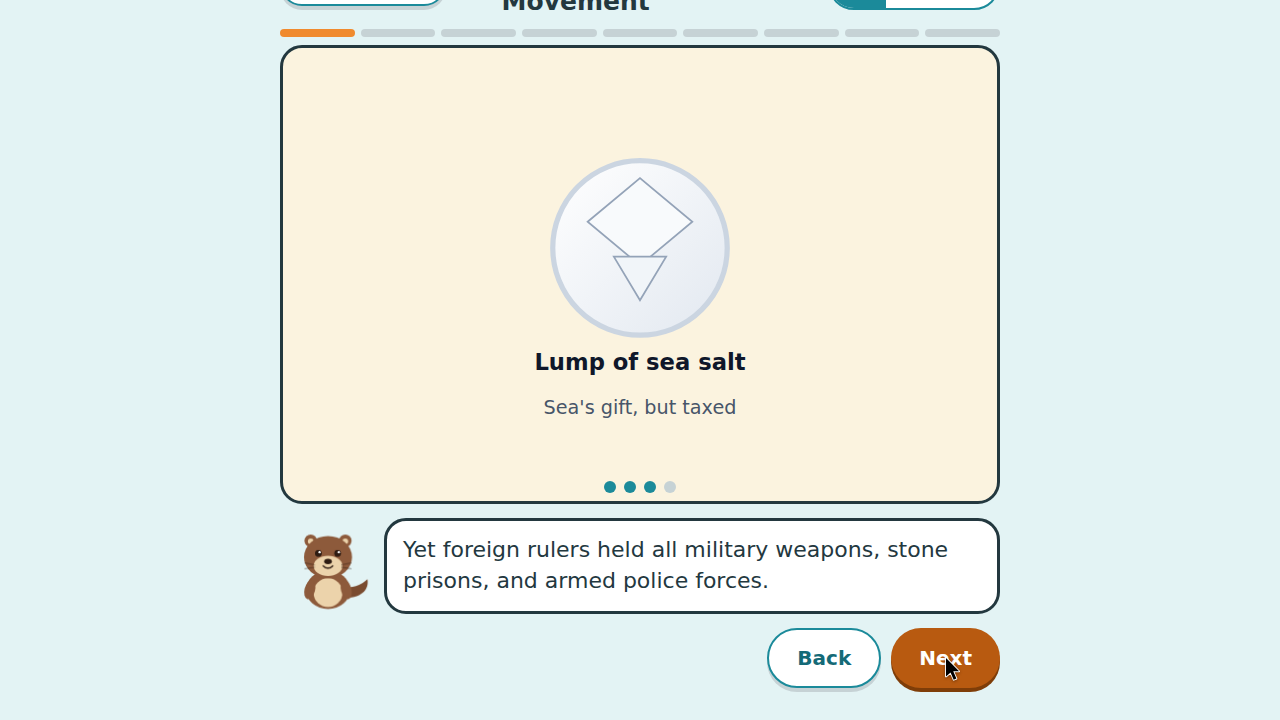 Movement
Lump of sea salt
Sea's gift, but taxed
Yet foreign rulers held all military weapons, stone
prisons, and armed police forces.
Back
Next